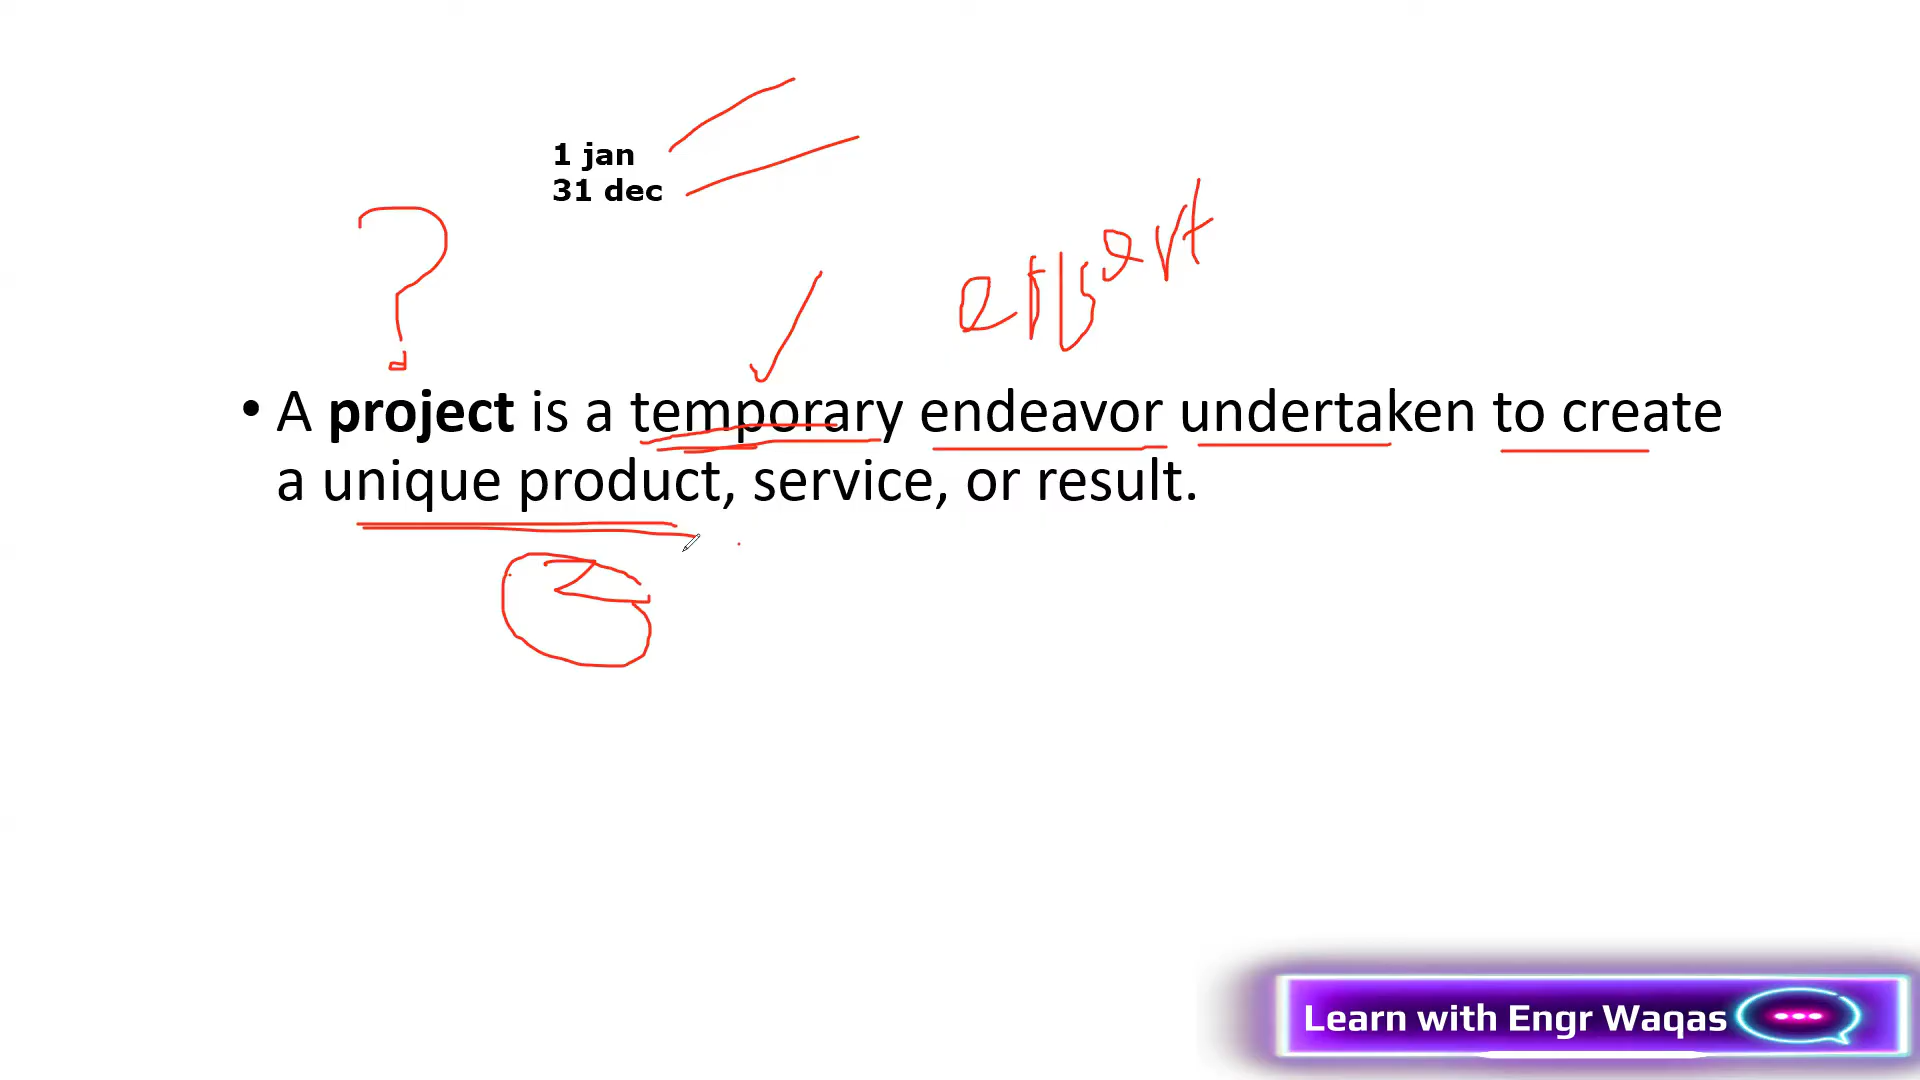 1 jan
31 dec
?
effort
• A project is a temporary endeavor undertaken to create
a unique product, service, or result.
Learn with Engr Waqas